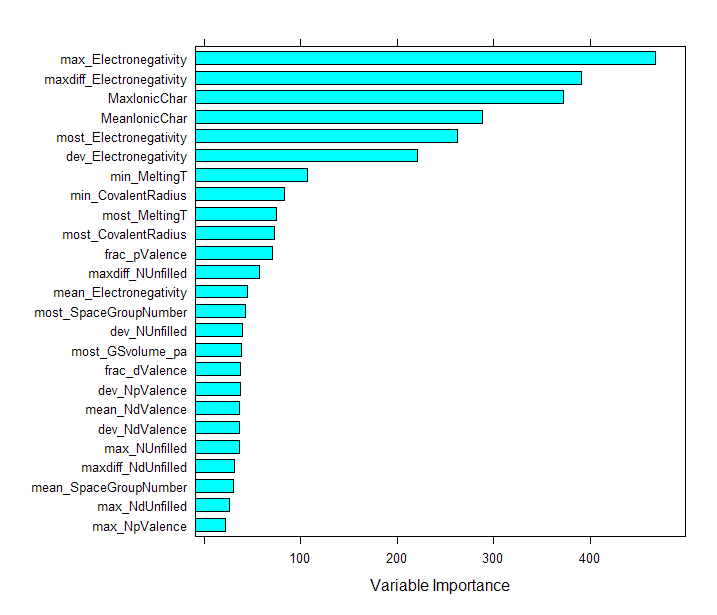 max_Electronegativity
maxdiff_Electronegativity
MaxIonicChar
MeanIonicChar
most_Electronegativity
dev_Electronegativity
min_MeltingT
min_CovalentRadius
most_MeltingT
most_CovalentRadius
frac_pValence
maxdiff_NUnfilled
mean_Electronegativity
most_SpaceGroupNumber
dev_NUnfilled
most_GSvolume_pa
frac_dValence
dev_NpValence
mean_NdValence
dev_NdValence
max_NUnfilled
maxdiff_NdUnfilled
mean_SpaceGroupNumber
max_NdUnfilled
max_NpValence
100 200 300 400
Variable Importance